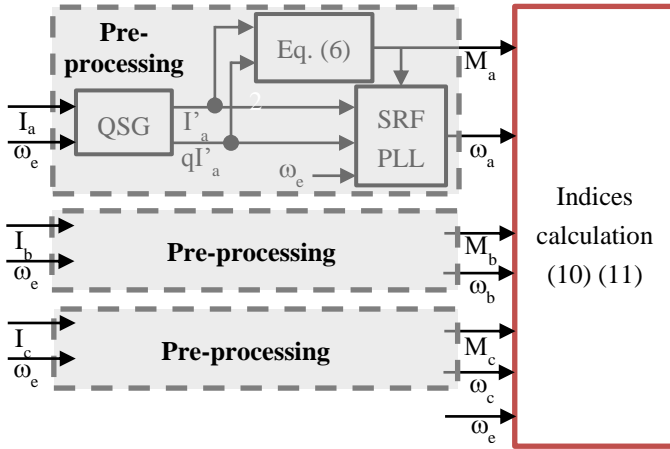 Pre-
processing
Eq. (6)
M_a
I_a
QSG
I'_a
2
SRF
PLL
ω_e
qI'_a
ω_e
ω_a
Indices
calculation
(10) (11)
I_b
ω_e
Pre-processing
M_b
ω_b
I_c
ω_e
Pre-processing
M_c
ω_c
ω_e